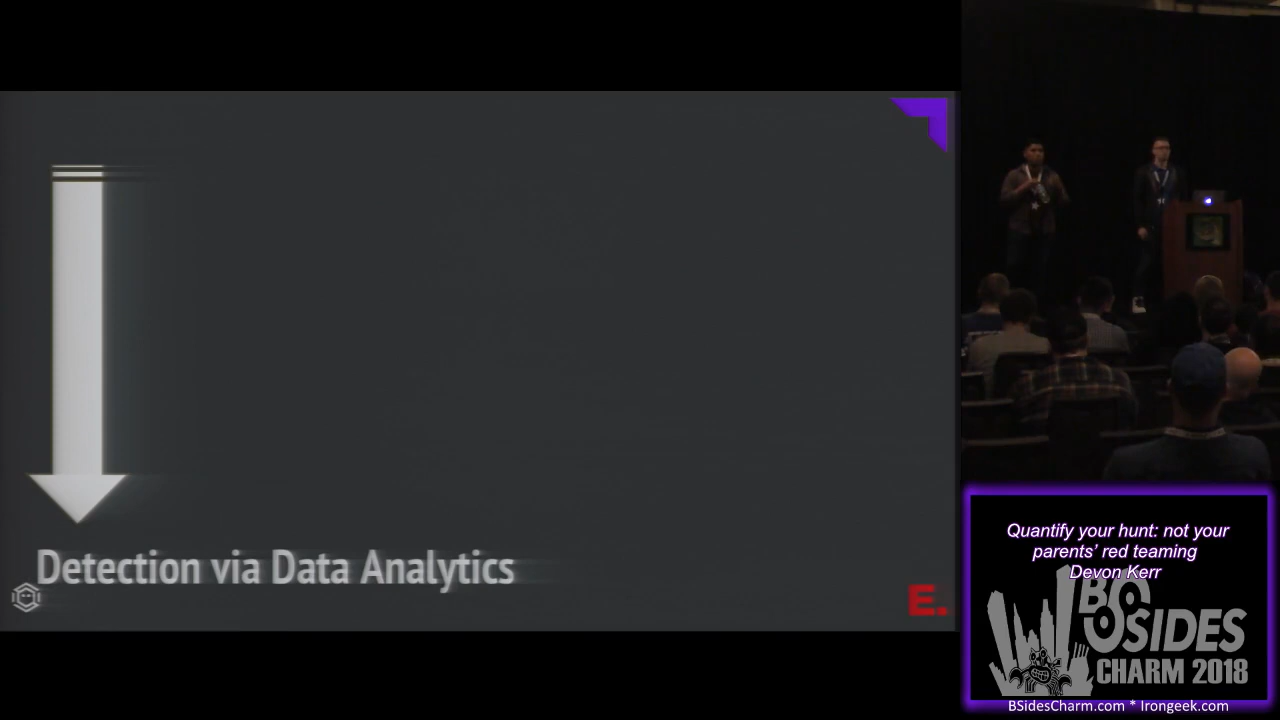 Detection via Data Analytics
E.
Quantify your hunt: not your
parents' red teaming
Devon Kerr
BSIDES
CHARM 2018
BSidesCharm.com * Irongeek.com